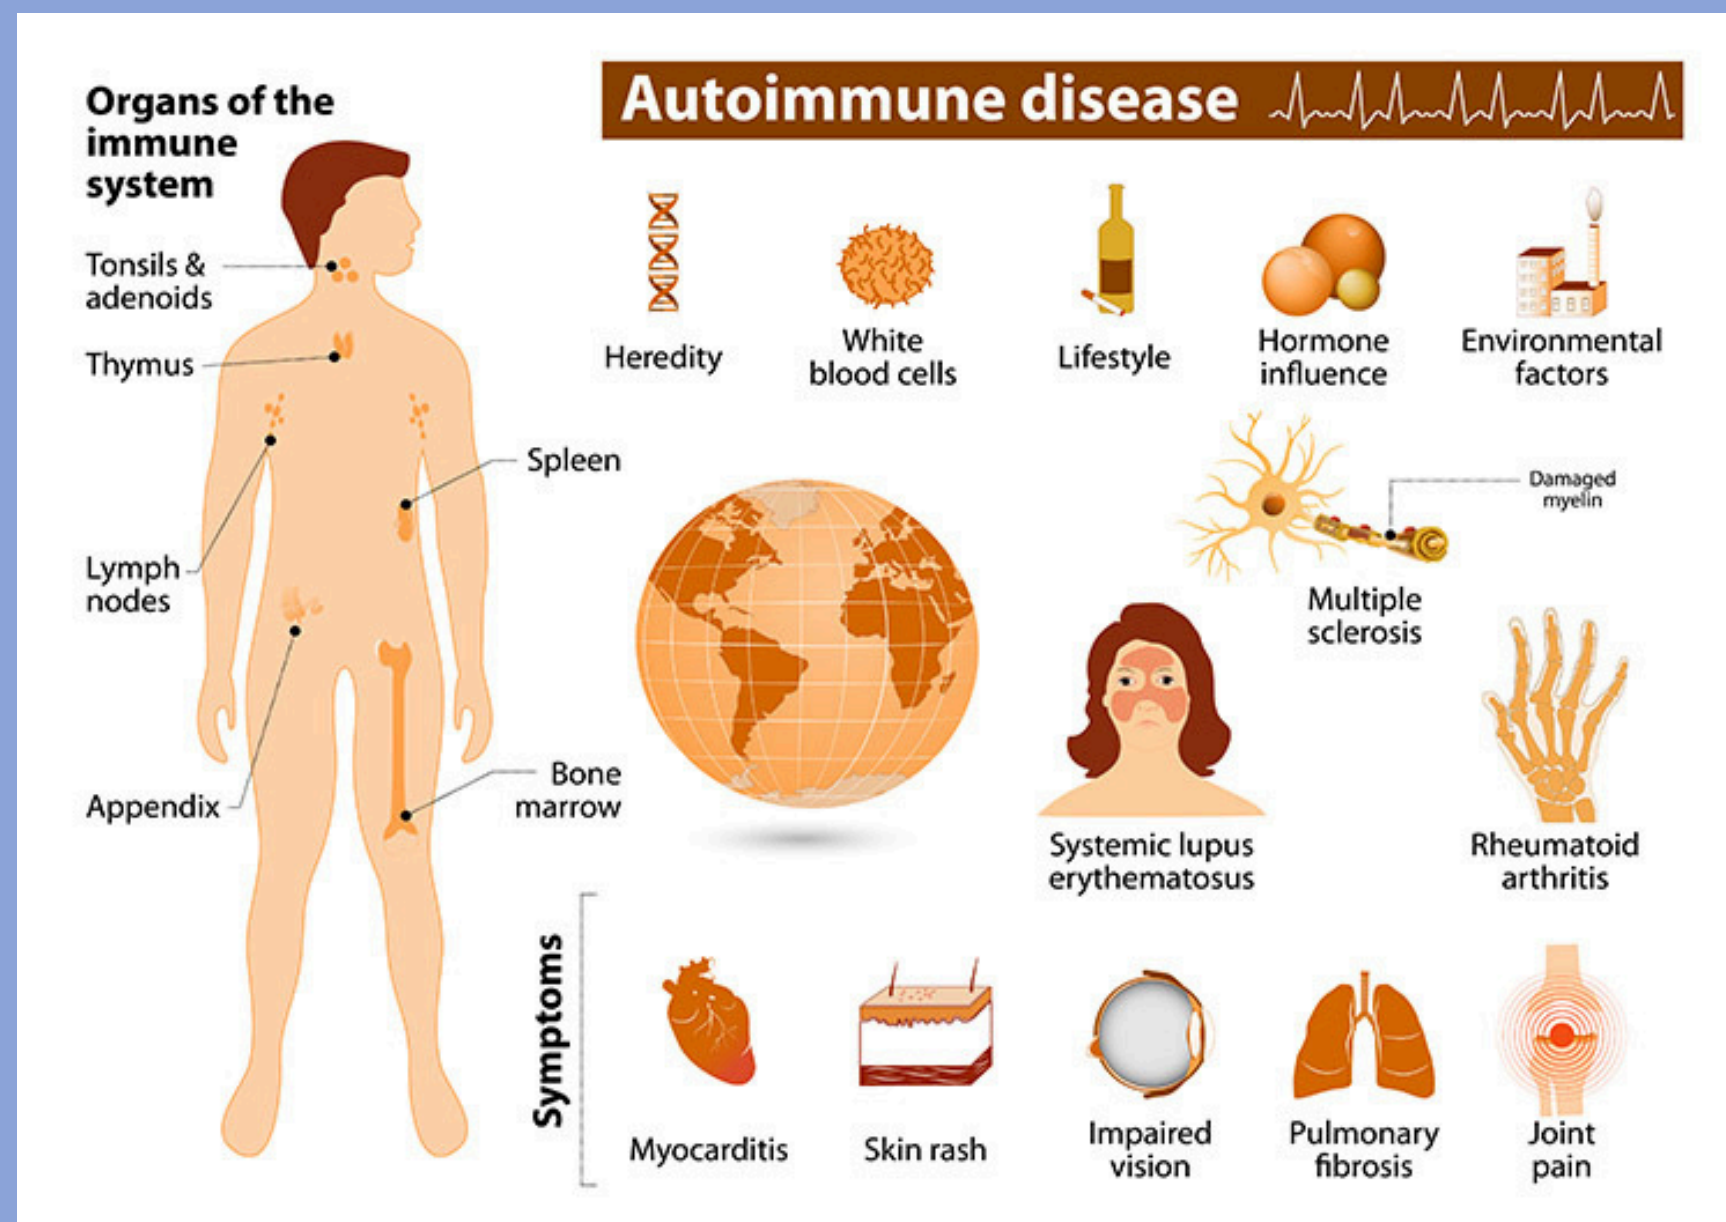 Organs of the
immune
system
Tonsils &
adenoids
Thymus
Lymph
nodes
Appendix
Spleen
Bone
marrow
Autoimmune disease
Heredity
White
blood cells
Lifestyle
Hormone
influence
Environmental
factors
Damaged
myelin
Multiple
sclerosis
Systemic lupus
erythematosus
Rheumatoid
arthritis
Symptoms
Myocarditis
Skin rash
Impaired
vision
Pulmonary
fibrosis
Joint
pain